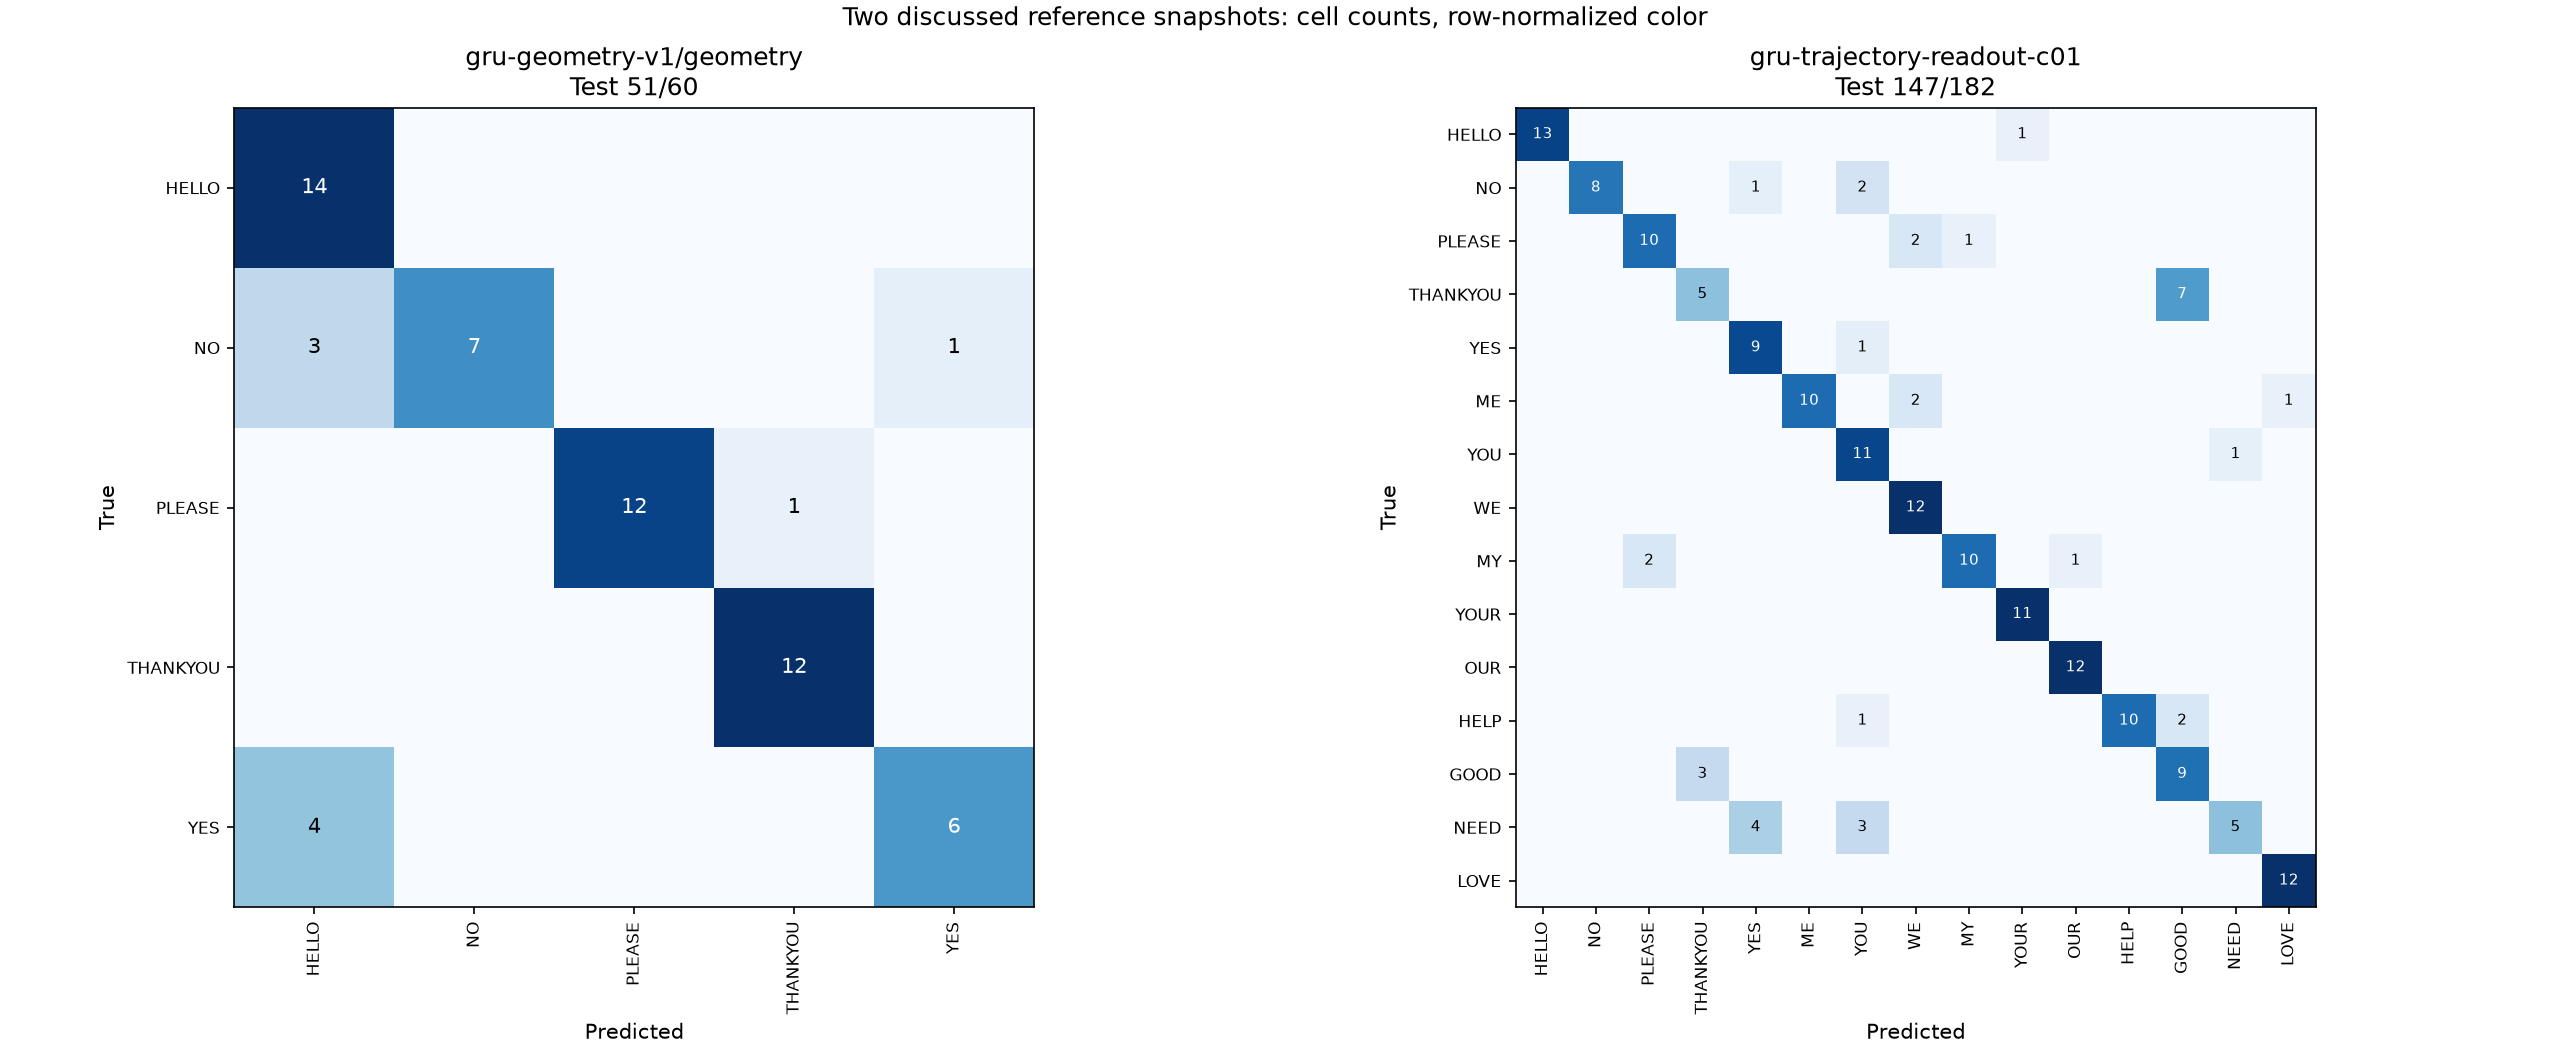 Two discussed reference snapshots: cell counts, row-normalized color
gru-geometry-v1/geometry
Test 51/60
True
HELLO 14
NO 3 7 1
PLEASE 12 1
THANKYOU 12
YES 4 6
HELLO NO PLEASE THANKYOU YES
Predicted
gru-trajectory-readout-c01
Test 147/182
True
HELLO 13 1
NO 8 1 2
PLEASE 10 2 1
THANKYOU 5 7
YES 9 1
ME 10 2 1
YOU 11 1
WE 12
MY 2 10 1
YOUR 11
OUR 12
HELP 1 10 2
GOOD 3 9
NEED 4 3 5
LOVE 12
HELLO NO PLEASE THANKYOU YES ME YOU WE MY YOUR OUR HELP GOOD NEED LOVE
Predicted